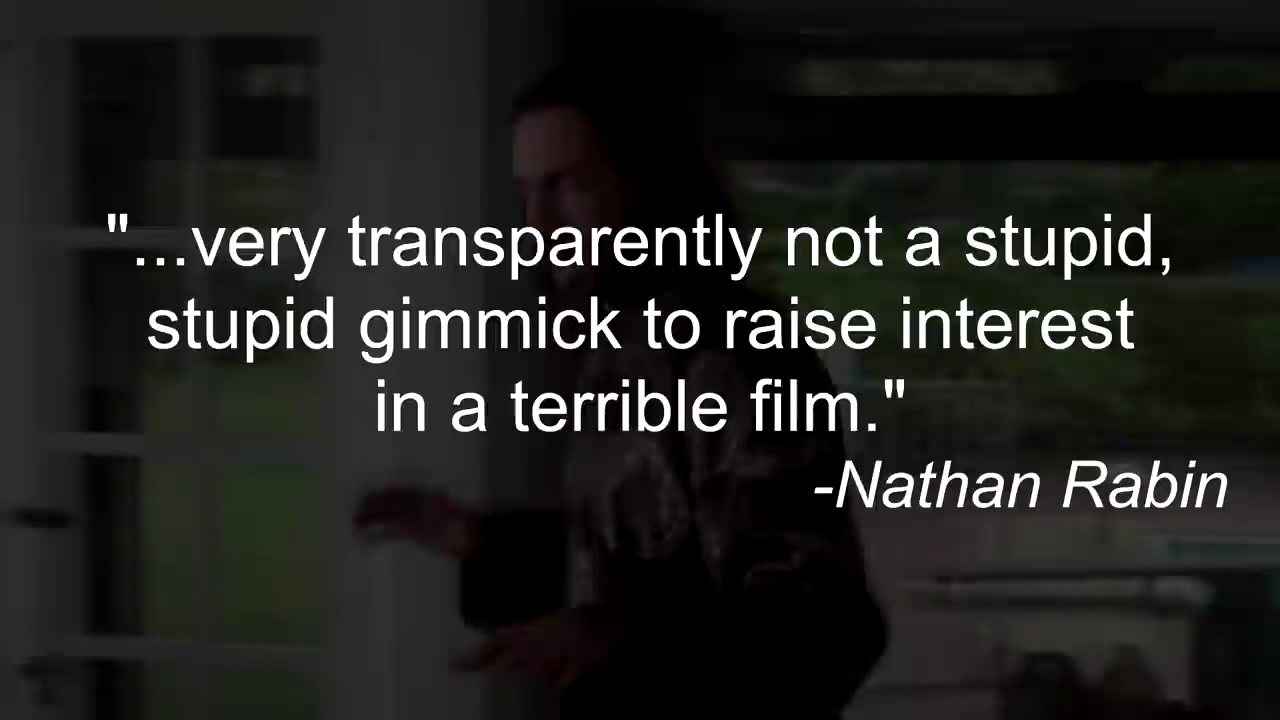 "...very transparently not a stupid,
stupid gimmick to raise interest
in a terrible film."
-Nathan Rabin